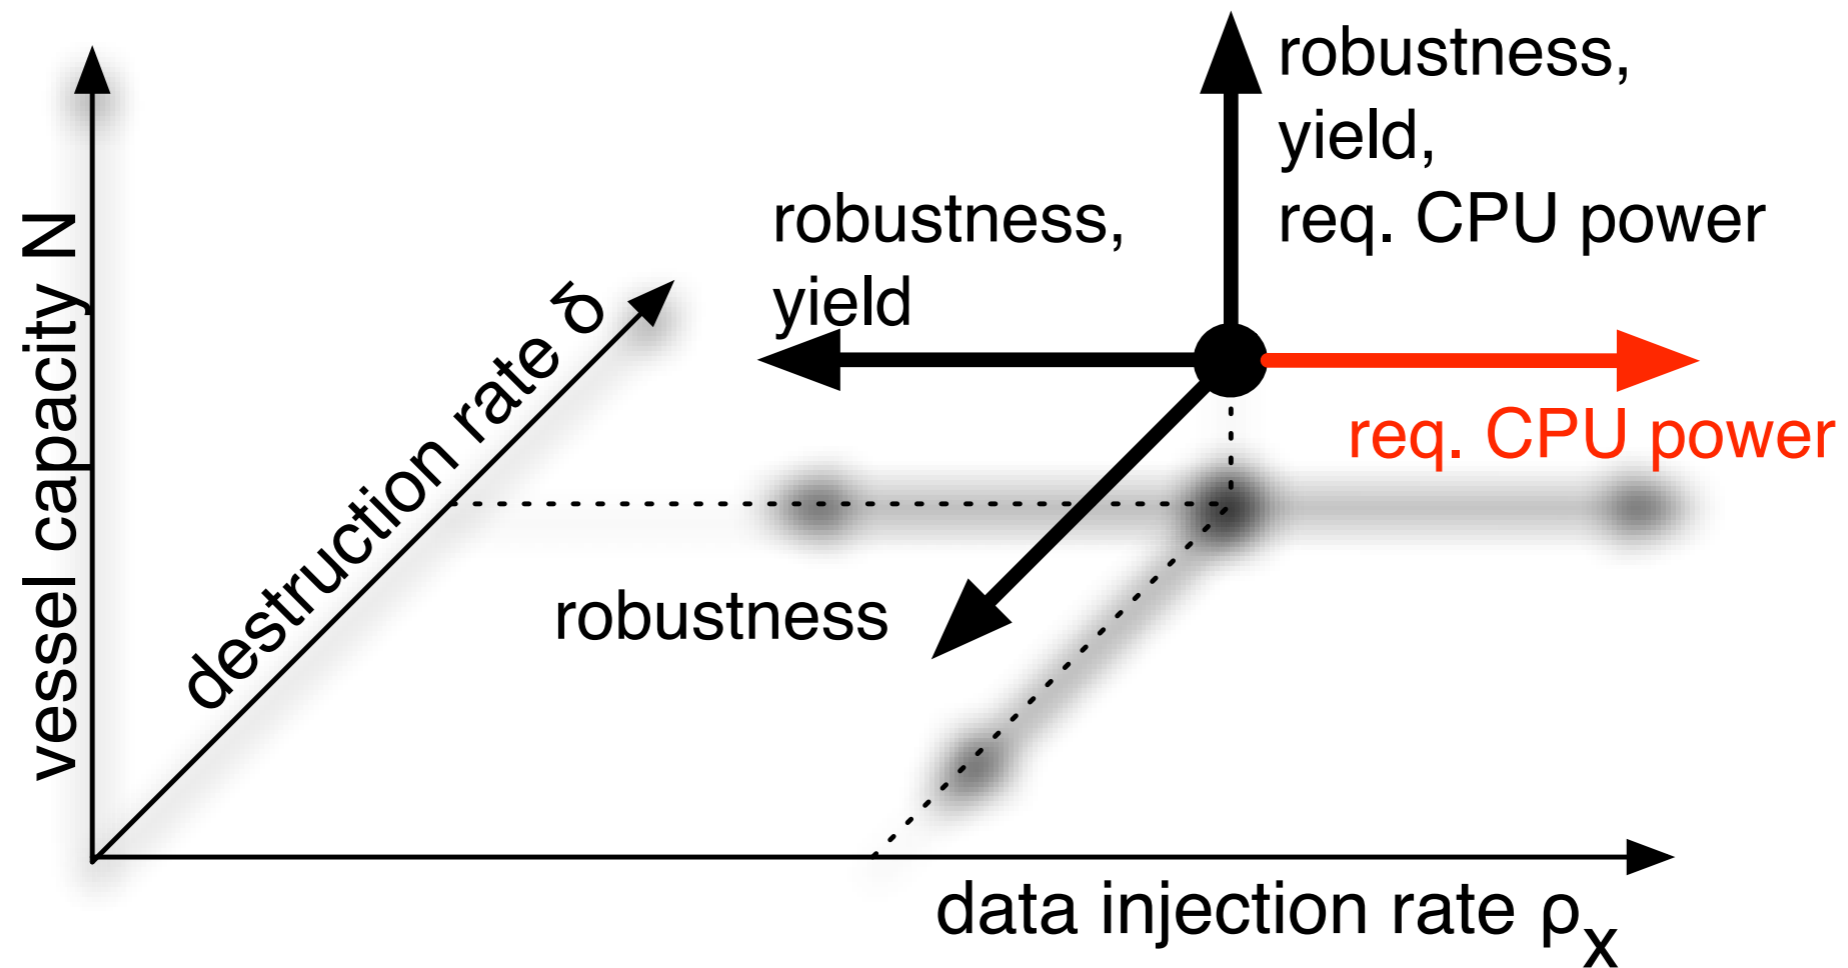 robustness,
yield,
req. CPU power
robustness,
yield
req. CPU power
robustness
vessel capacity N
destruction rate δ
data injection rate ρx